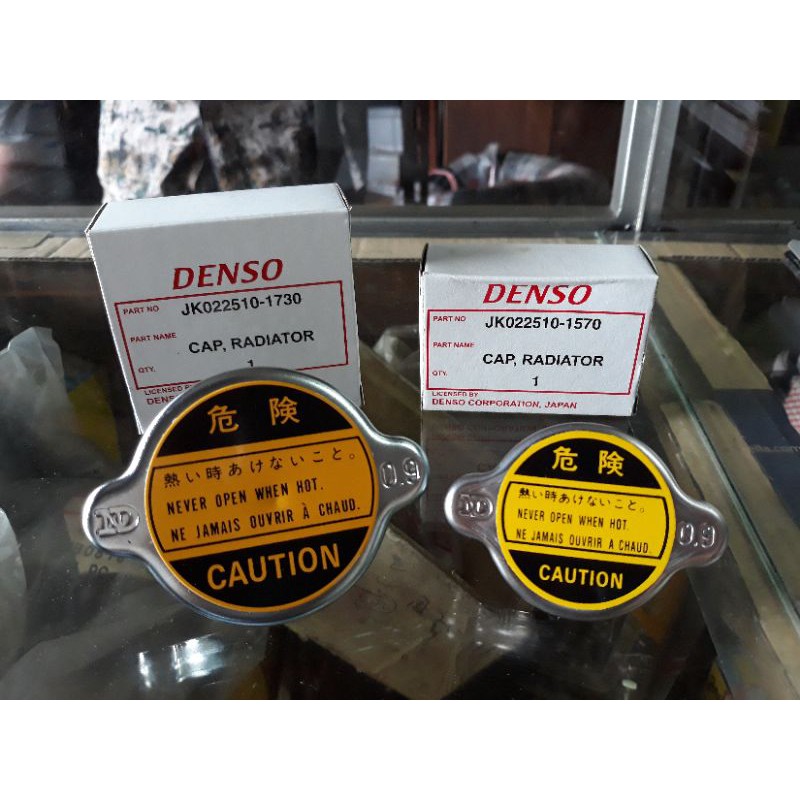 DENSO
PART NO JK022510-1730
PART NAME
CAP, RADIATOR
QTY. 1
LICENSED BY
DENS
DENSO
PART NO JK022510-1570
PART NAME
CAP, RADIATOR
QTY. 1
LICENSED BY
DENSO CORPORATION, JAPAN
危険
熱い時あけないこと。
NEVER OPEN WHEN HOT.
NE JAMAIS OUVRIR À CHAUD.
CAUTION
ND
0.9
危険
熱い時あけないこと。
NEVER OPEN WHEN HOT.
NE JAMAIS OUVRIR À CHAUD.
CAUTION
ND
0.9